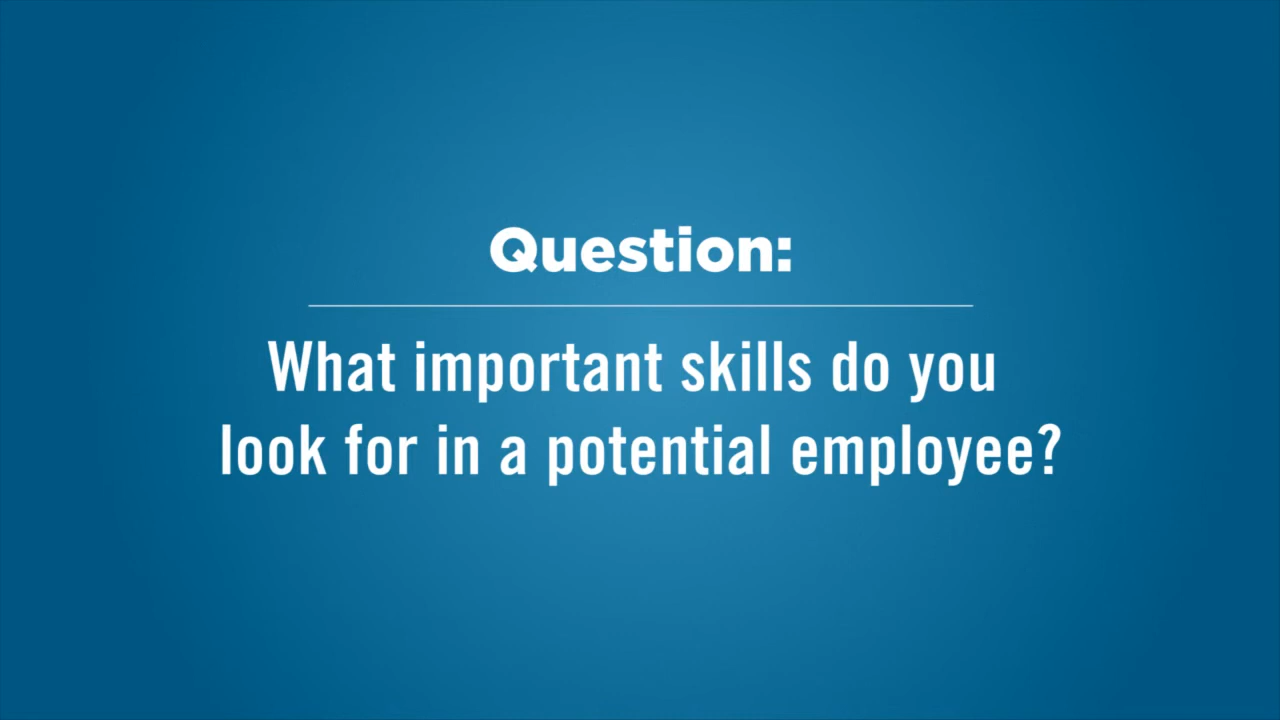 Question:
What important skills do you
look for in a potential employee?